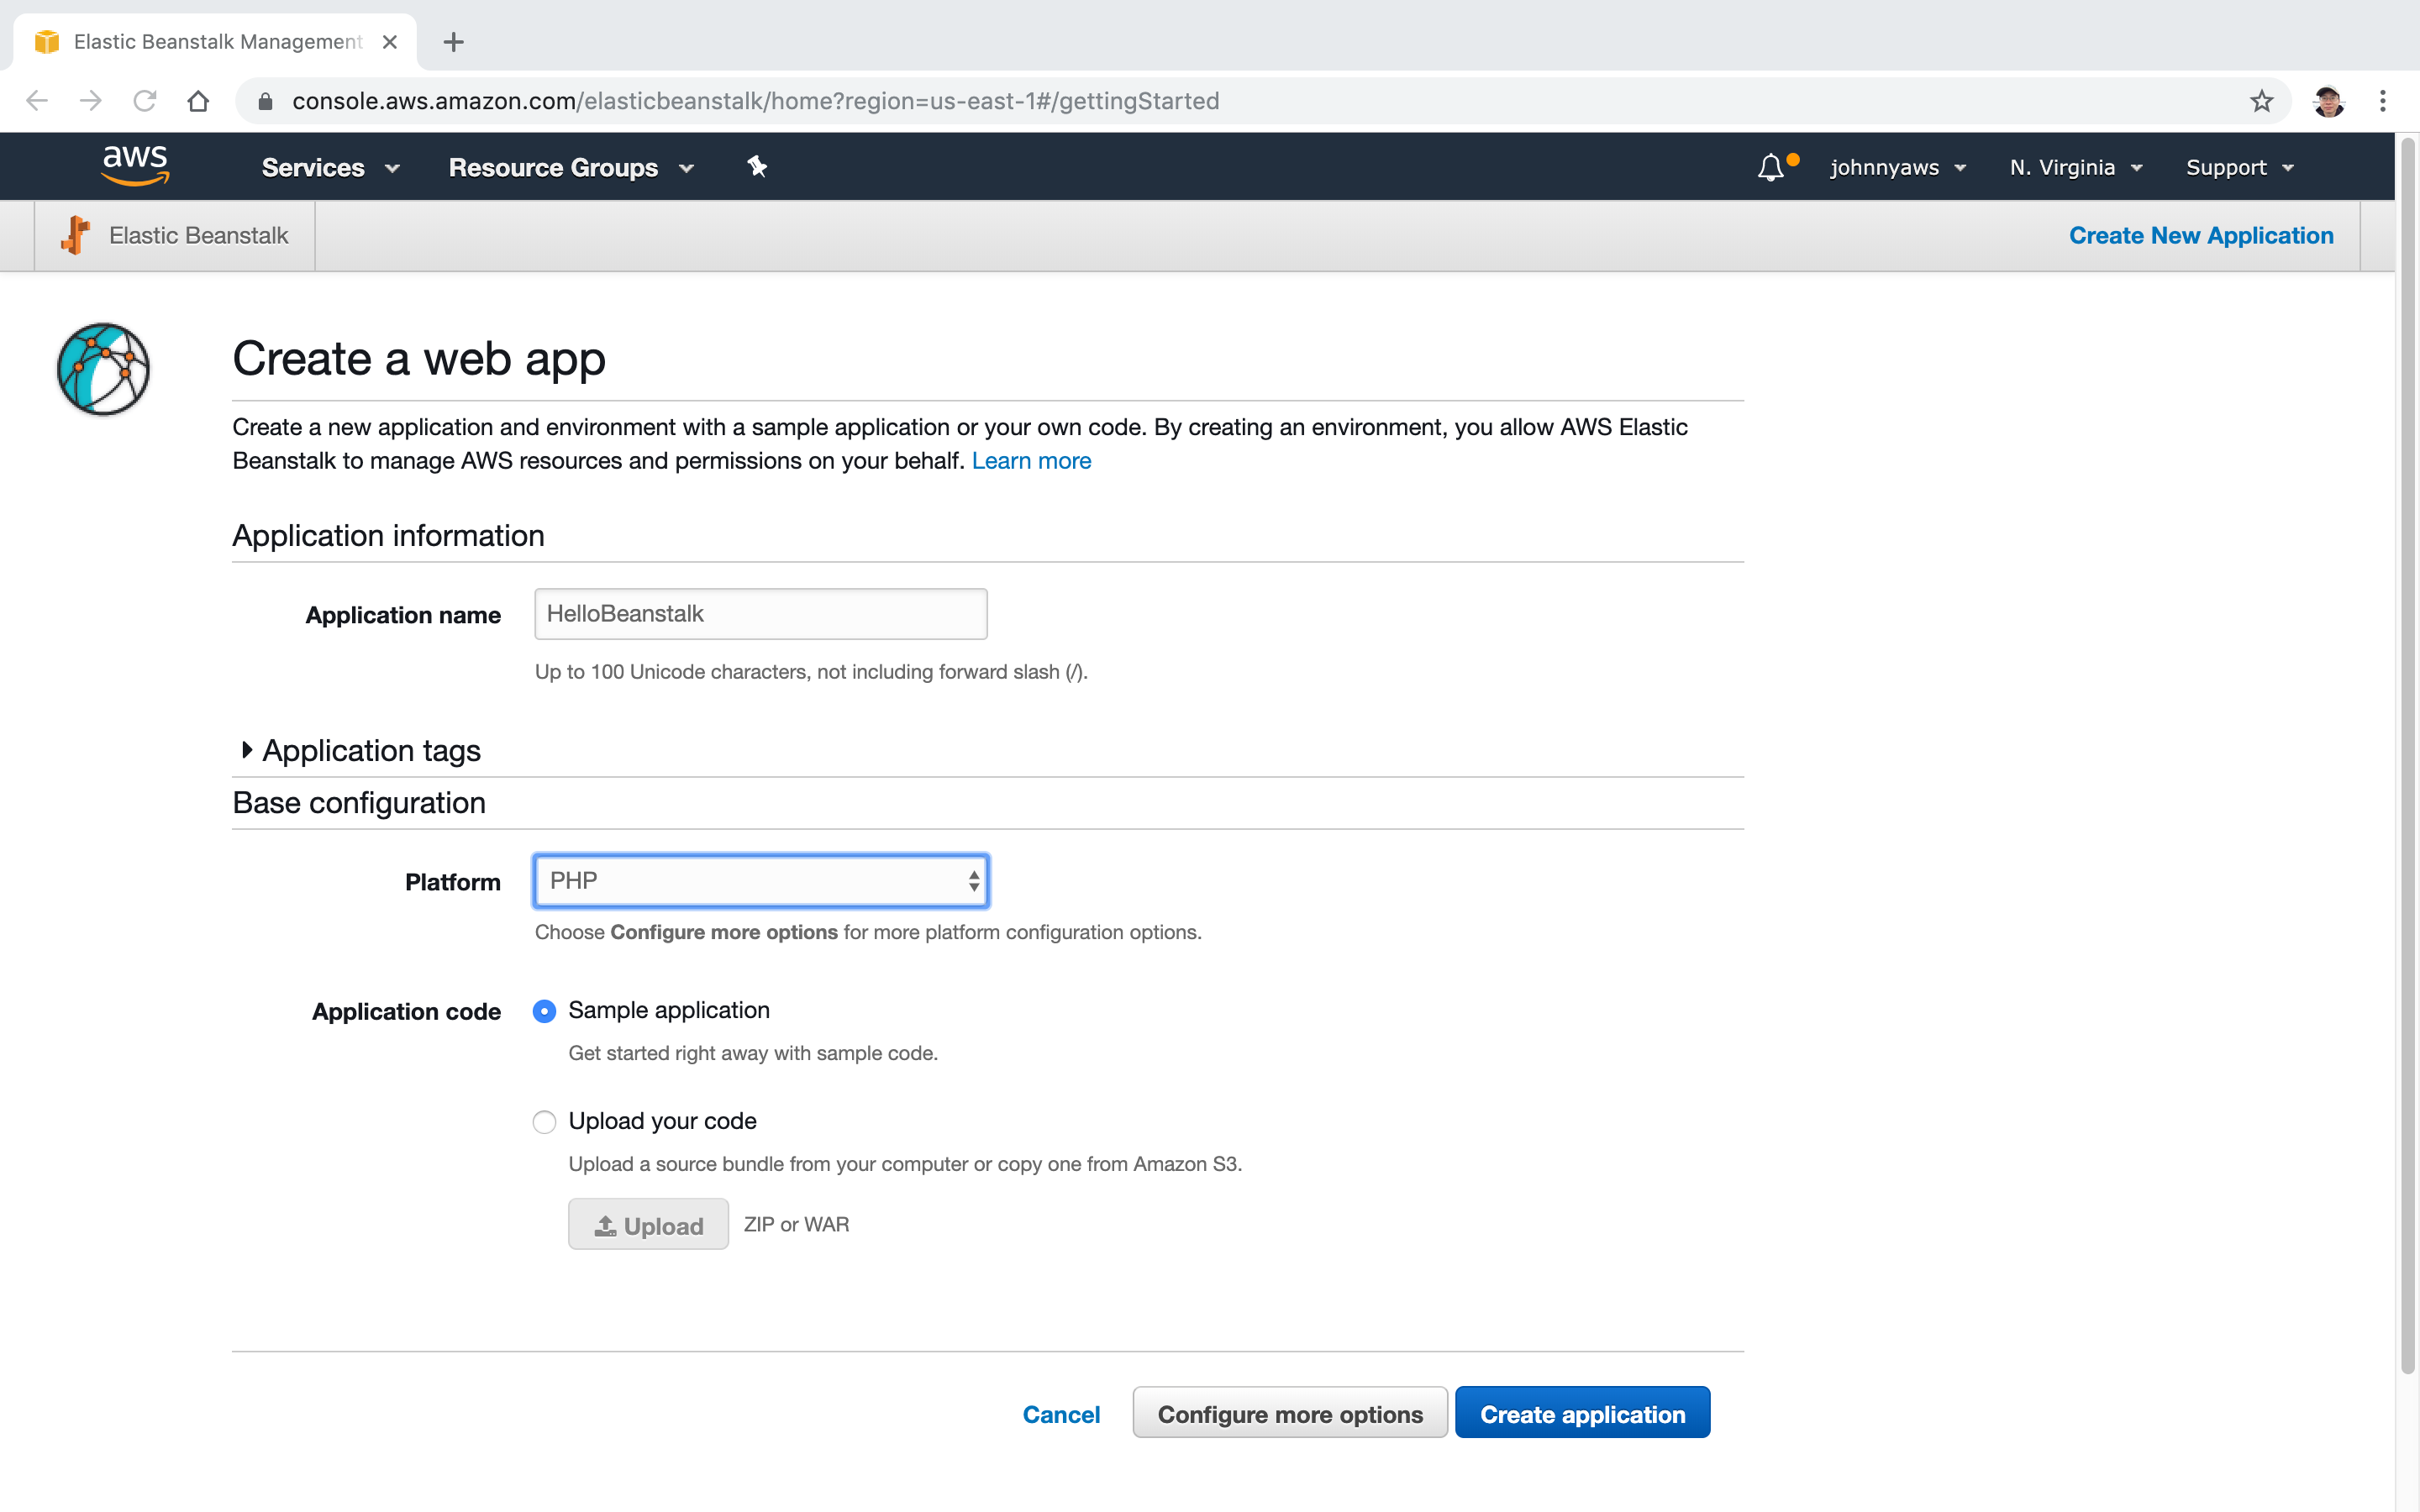 Elastic Beanstalk Management
console.aws.amazon.com/elasticbeanstalk/home?region=us-east-1#/gettingStarted
aws Services Resource Groups johnnyaws N. Virginia Support
Elastic Beanstalk Create New Application
Create a web app
Create a new application and environment with a sample application or your own code. By creating an environment, you allow AWS Elastic
Beanstalk to manage AWS resources and permissions on your behalf. Learn more
Application information
Application name HelloBeanstalk
Up to 100 Unicode characters, not including forward slash (/).
Application tags
Base configuration
Platform PHP
Choose Configure more options for more platform configuration options.
Application code Sample application
Get started right away with sample code.
Upload your code
Upload a source bundle from your computer or copy one from Amazon S3.
Upload ZIP or WAR
Cancel Configure more options Create application